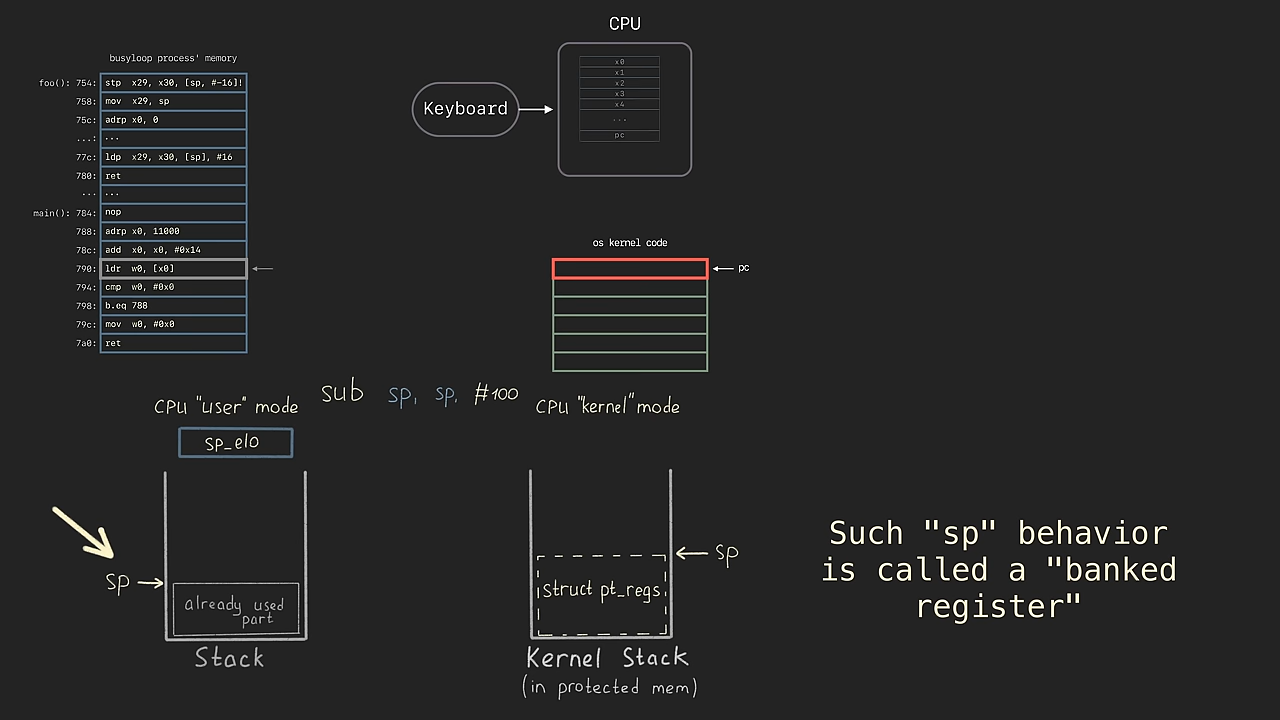 CPU
busyloop process' memory
x0
x1
x2
x3
x4
...
pc
Keyboard
foo(): 754: stp x29, x30, [sp, #-16]!
758: mov x29, sp
75c: adrp x0, 0
...: ...
77c: ldp x29, x30, [sp], #16
780: ret
... ...
main(): 784: nop
788: adrp x0, 11000
78c: add x0, x0, #0x14
790: ldr w0, [x0]
794: cmp w0, #0x0
798: b.eq 788
79c: mov w0, #0x0
7a0: ret
os kernel code
pc
sub sp, sp, #100
CPU "user" mode
CPU "kernel" mode
sp_el0
sp
already used
part
Stack
sp
Struct pt_regs
Kernel Stack
(in protected mem)
Such "sp" behavior
is called a "banked
register"